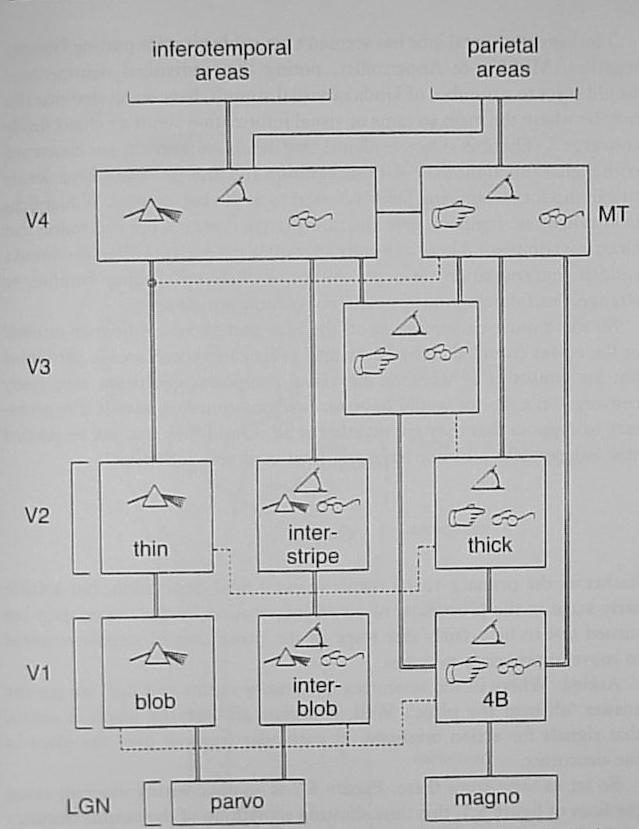 inferotemporal
areas
parietal
areas
V4
MT
V3
V2
thin
inter-
stripe
thick
V1
blob
inter-
blob
4B
LGN
parvo
magno